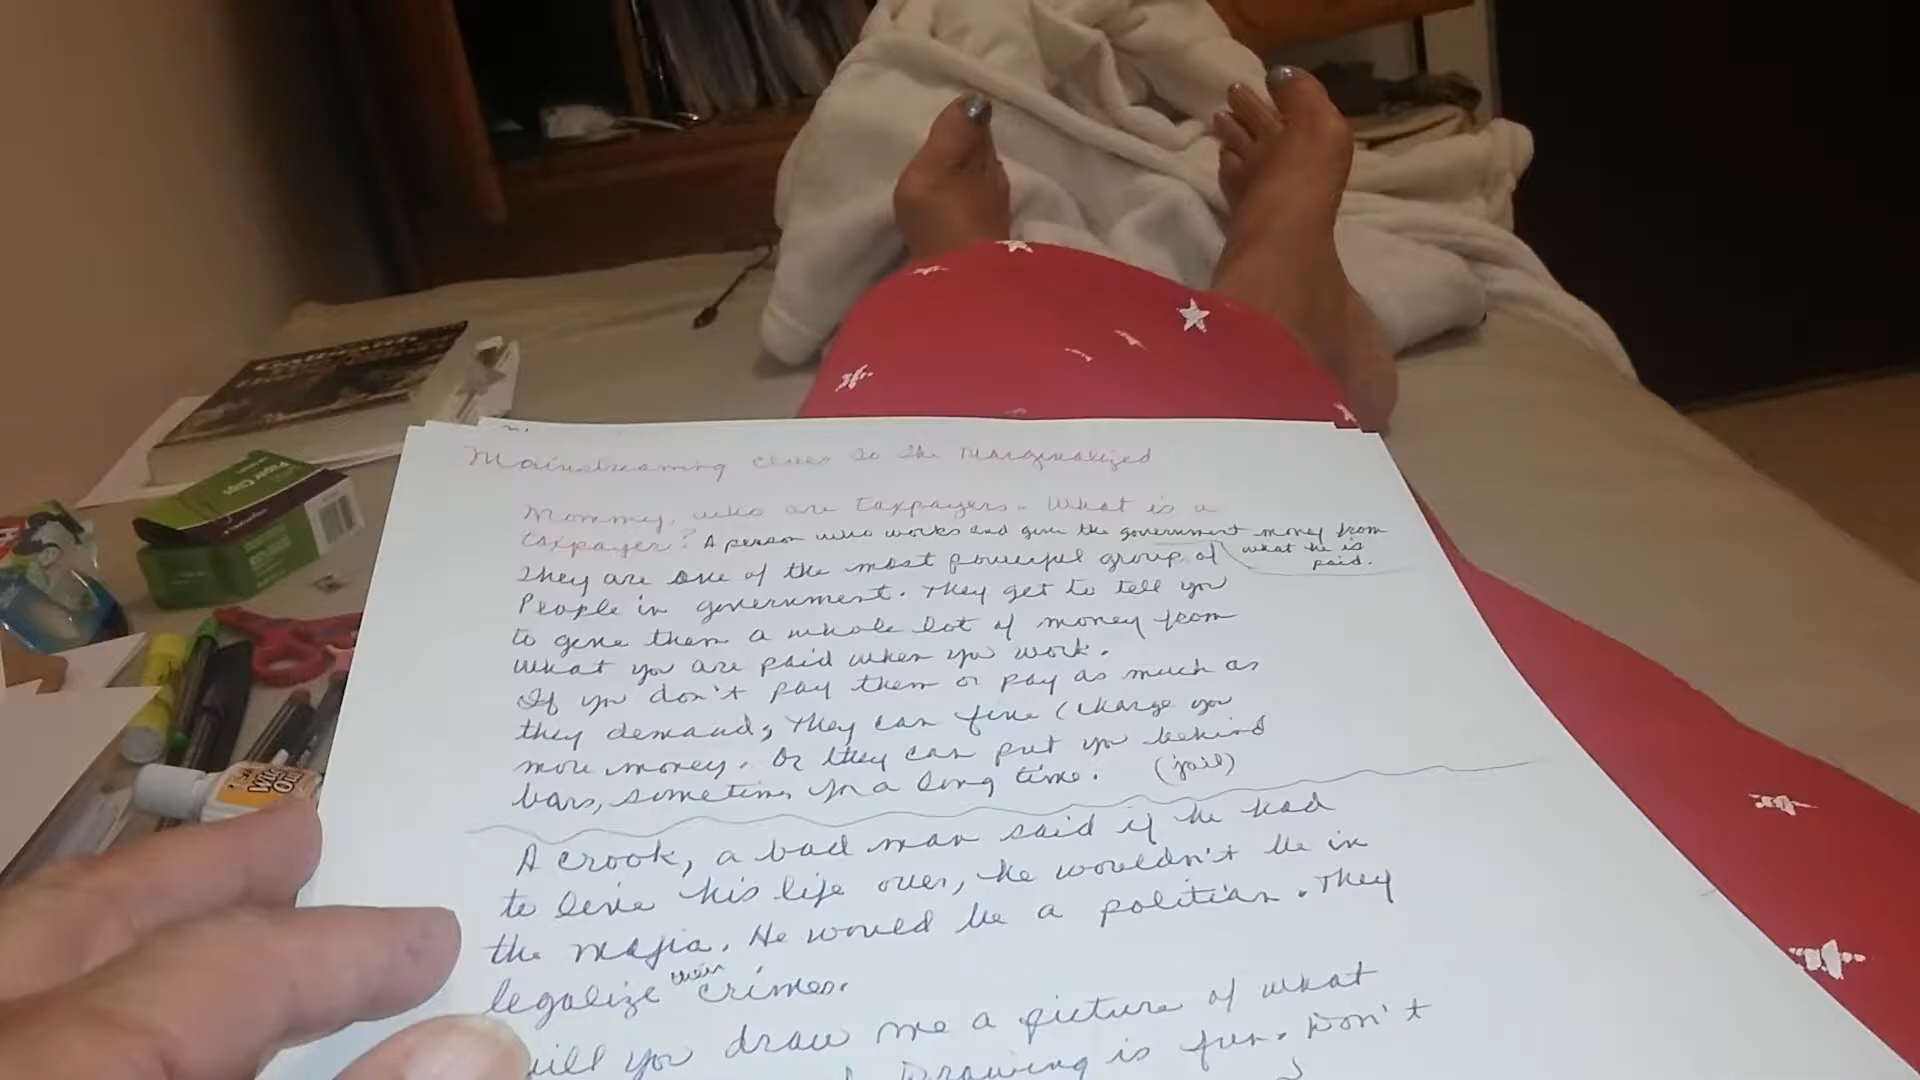 Paper Clips
Wite
Out
Mainstreaming to the Marginalized
Mommy, who are taxpayers. What is a
taxpayer? A person who works and give the government money from
what he is
paid.
They are one of the most powerful group of
People in government. They get to tell you
to give them a whole lot of money from
what you are paid when you work.
If you don't pay them or pay as much as
they demand, they can fine (charge you
more money. Or they can put you behind
bars, sometimes for a long time. (jail)
A crook, a bad man said if he had
to live his life over, he wouldn't be in
the mafia. He would be a politian. They
legalize their crimes.
will you draw me a picture of what
Drawing is fun. Don't